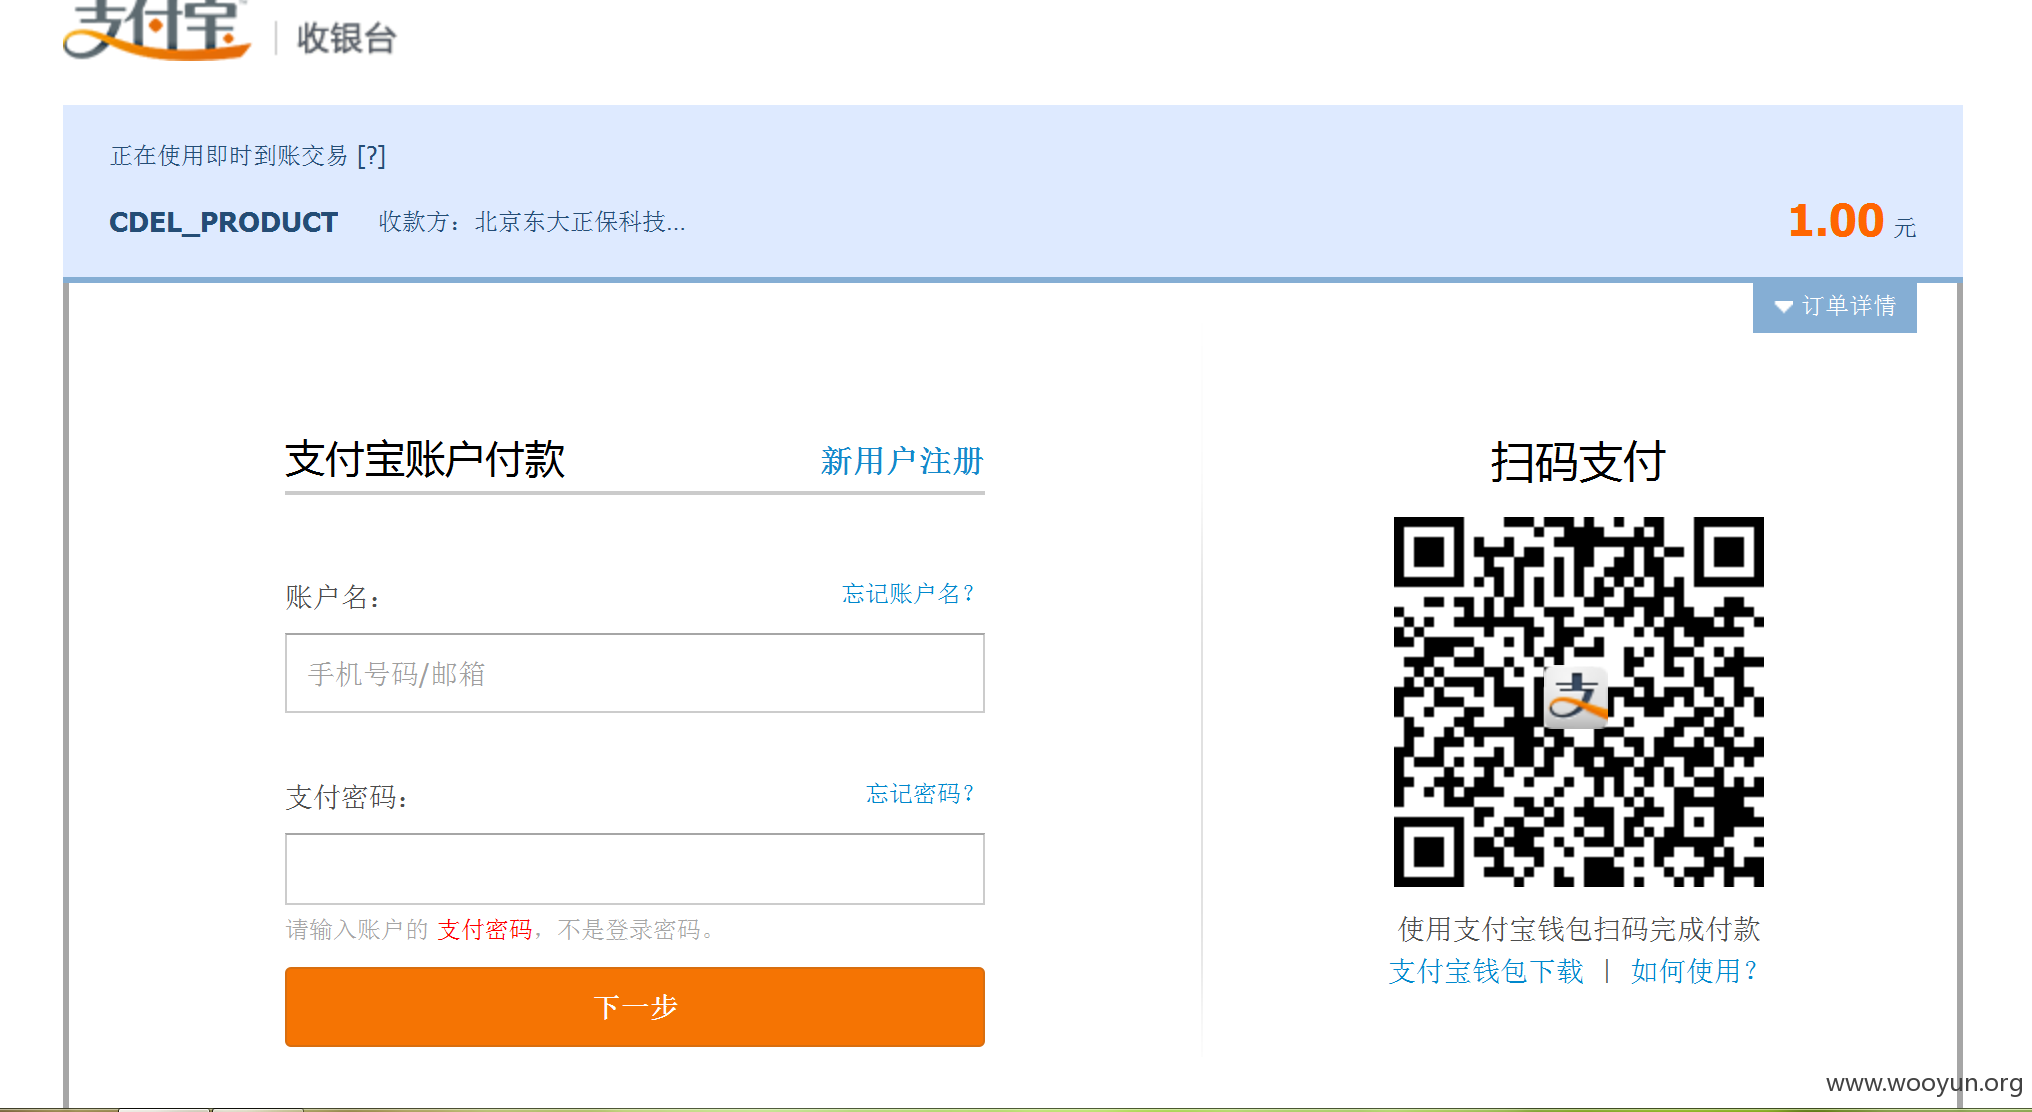 支付宝 | 收银台
正在使用即时到账交易 [?]
CDEL_PRODUCT 收款方：北京东大正保科技... 1.00 元
订单详情
支付宝账户付款 新用户注册
扫码支付
账户名： 忘记账户名？
手机号码/邮箱
支
支付密码： 忘记密码？
请输入账户的 支付密码，不是登录密码。
下一步
使用支付宝钱包扫码完成付款
支付宝钱包下载 | 如何使用？
www.wooyun.org